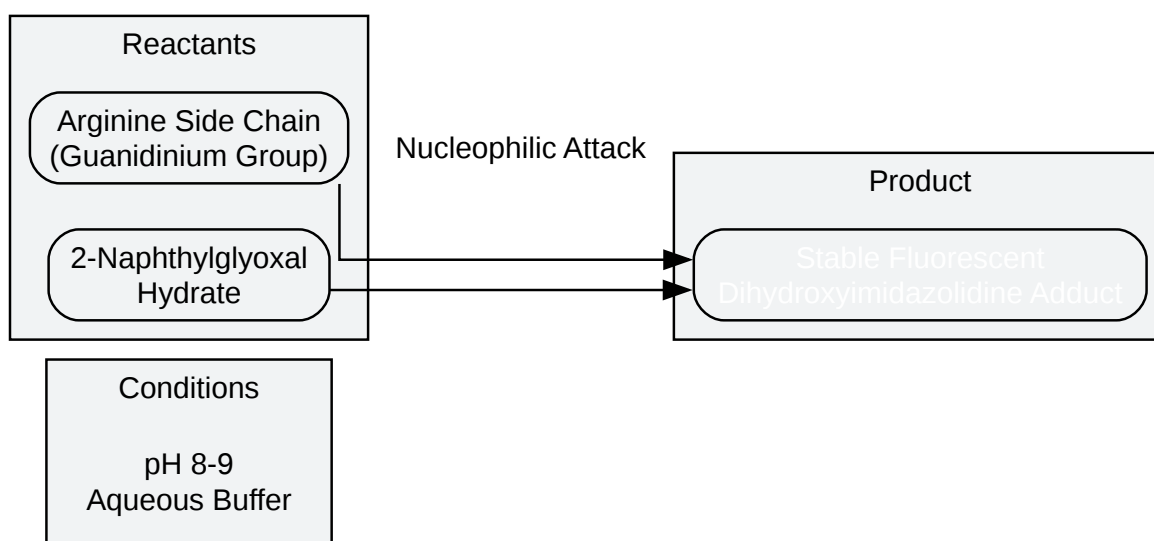 Reactants
Arginine Side Chain
(Guanidinium Group)
2-Naphthylglyoxal
Hydrate
Nucleophilic Attack
Product
Stable Fluorescent
Dihydroxyimidazolidine Adduct
Conditions
pH 8-9
Aqueous Buffer